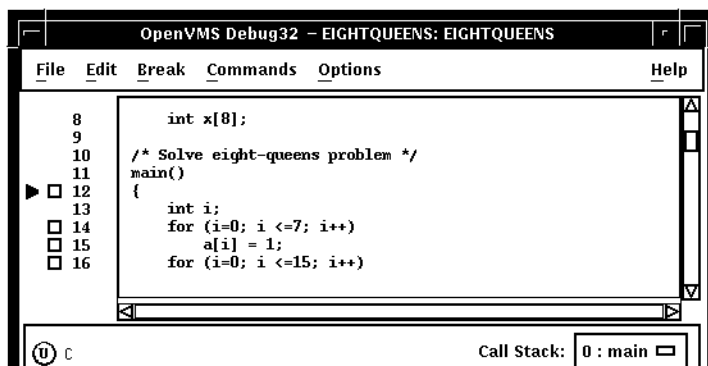 OpenVMS Debug32 – EIGHTQUEENS: EIGHTQUEENS
File Edit Break Commands Options Help
8 int x[8];
9
10 /* Solve eight-queens problem */
11 main()
12 {
13 int i;
14 for (i=0; i <=7; i++)
15 a[i] = 1;
16 for (i=0; i <=15; i++)
U C Call Stack: 0 : main